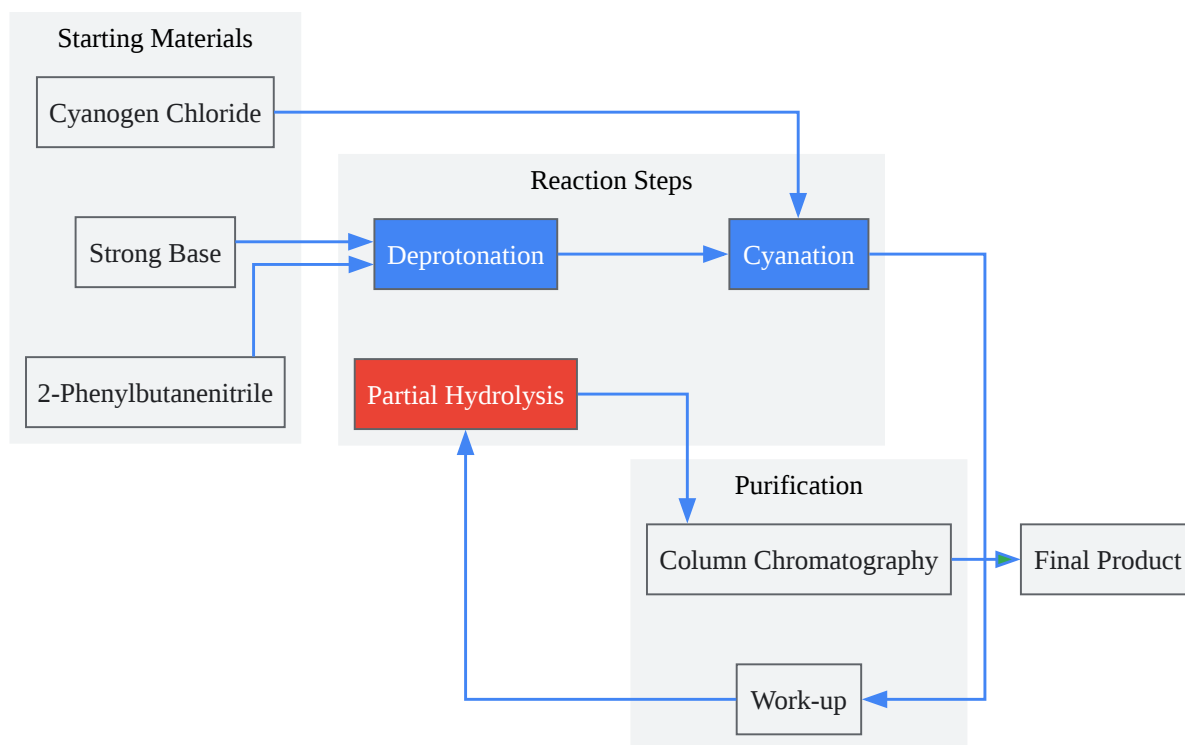 Starting Materials
Cyanogen Chloride
Reaction Steps
Strong Base
Deprotonation
Cyanation
2-Phenylbutanenitrile
Partial Hydrolysis
Purification
Column Chromatography
Final Product
Work-up